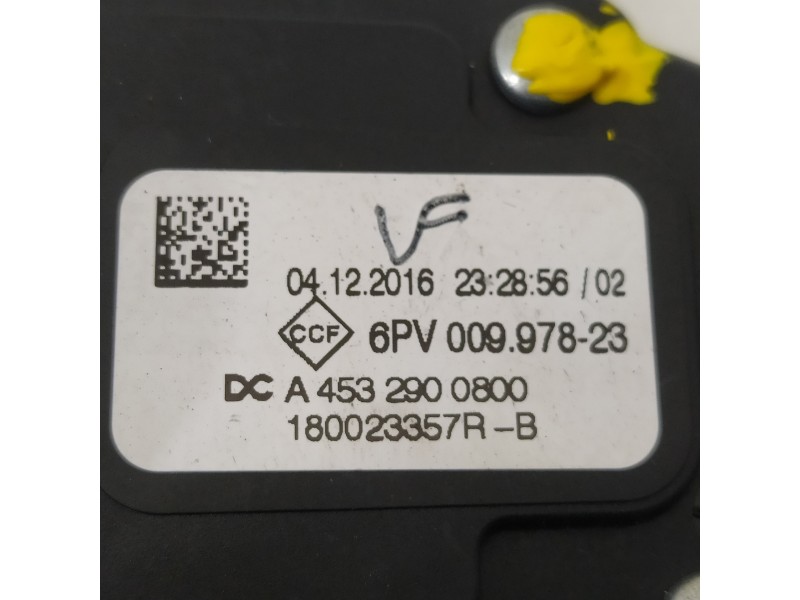 VF
04.12.2016 23:28:56 /02
CCF 6PV 009.978-23
DC A 453 290 0800
180023357R-B